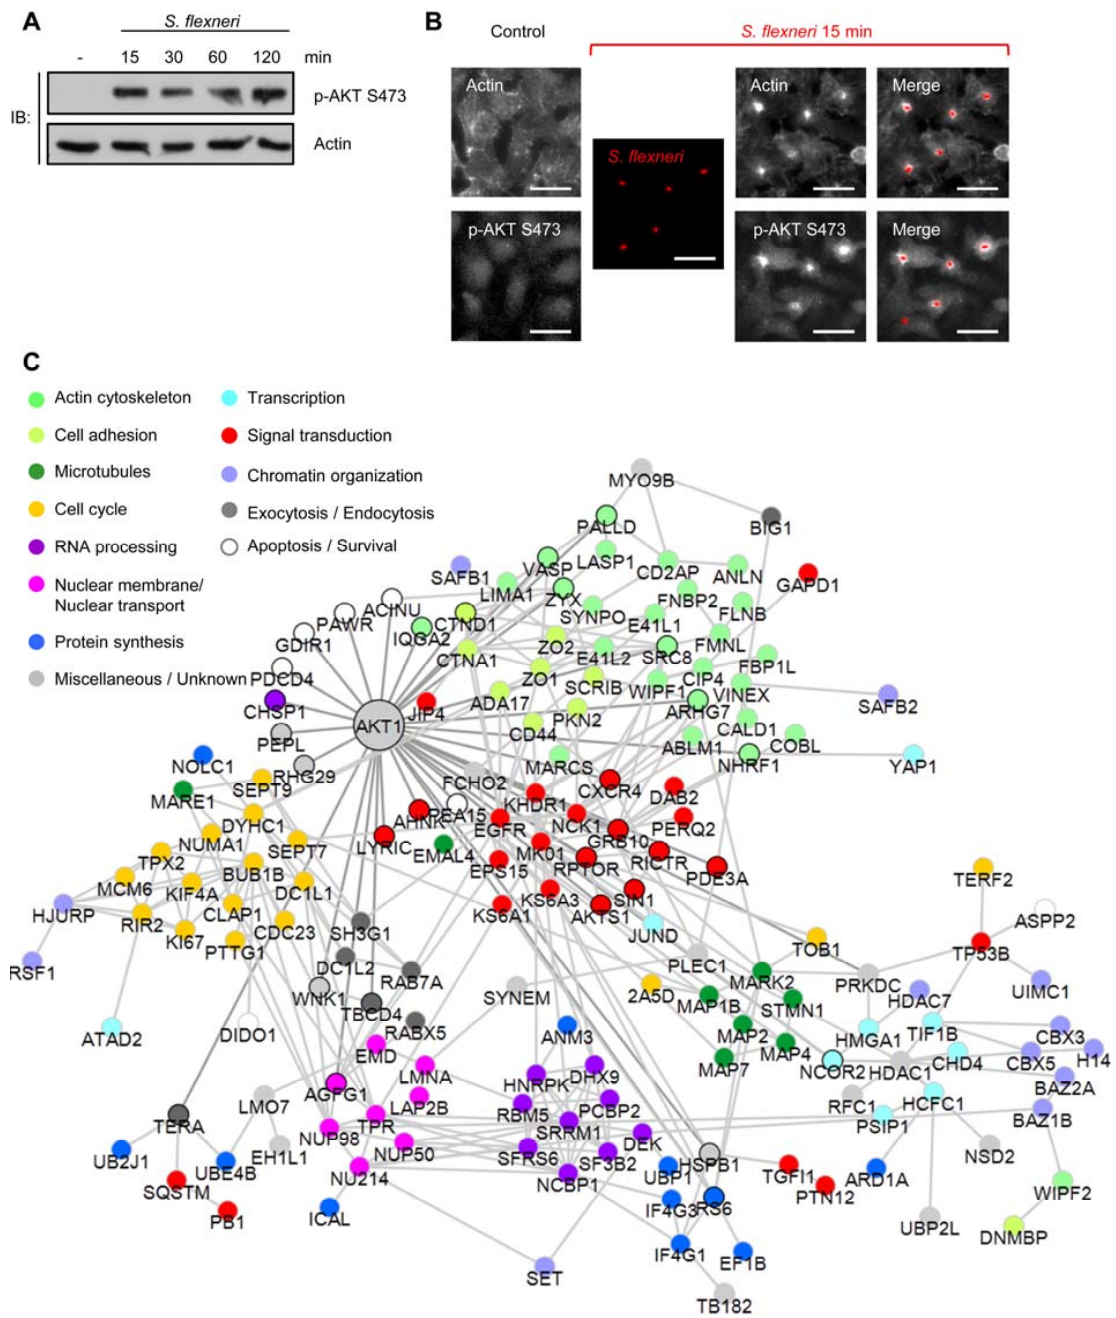 A
S. flexneri
- 15 30 60 120 min
IB:
p-AKT S473
Actin
B
Control
S. flexneri 15 min
Actin
S. flexneri
Actin
Merge
p-AKT S473
p-AKT S473
Merge
C
Actin cytoskeleton
Cell adhesion
Microtubules
Cell cycle
RNA processing
Nuclear membrane/
Nuclear transport
Protein synthesis
Miscellaneous / Unknown
Transcription
Signal transduction
Chromatin organization
Exocytosis / Endocytosis
Apoptosis / Survival
MYO9B
PALLD
BIG1
VASP
LASP1
SAFB1
LIMA1
CD2AP
ANLN
GAPD1
ZYX
FNBP2
ACINU
PAWR
SYNPO
FLNB
GDIR1
IQGA2
CTND1
E41L1
CTNA1
ZO2
E41L2
SRC8
FMNL
PDCD4
ZO1
SCRIB
CIP4
FBP1L
CHSP1
ADA17
WIPF1
VINEX
SAFB2
JIP4
PKN2
ARHG7
AKT1
CD44
CALD1
PEPL
ABLM1
COBL
MARCS
NHRF1
YAP1
NOLC1
RHG29
FCHO2
SEPT9
CXCR4
MARE1
KHDR1
DAB2
AHNK
PEA15
DYHC1
EGFR
NCK1
PERQ2
NUMA1
SEPT7
LYRIC
GRB10
EMAL4
MK01
TPX2
BUB1B
EPS15
RPTOR
RICTR
PDE3A
MCM6
KIF4A
DC1L1
TERF2
KS6A3
SIN1
HJURP
RIR2
CLAP1
KS6A1
AKTS1
ASPP2
KI67
CDC23
SH3G1
JUND
TOB1
PTTG1
TP53B
RSF1
DC1L2
RAB7A
PLEC1
MARK2
PRKDC
WNK1
SYNEM
2A5D
MAP1B
STMN1
HDAC7
UIMC1
TBCD4
ATAD2
DIDO1
RABX5
ANM3
MAP2
HMGA1
TIF1B
CBX3
EMD
MAP7
MAP4
NCOR2
HDAC1
CHD4
CBX5
H14
LMNA
HNRPK
DHX9
BAZ2A
AGFG1
LAP2B
RBM5
PCBP2
RFC1
HCFC1
LMO7
TPR
SRRM1
PSIP1
BAZ1B
TERA
NUP98
DEK
EH1L1
NUP50
SFRS6
SF3B2
HSPB1
NSD2
UB2J1
UBE4B
NU214
NCBP1
UBP1
TGFI1
ARD1A
SQSTM
PTN12
WIPF2
PB1
ICAL
IF4G3
RS6
UBP2L
DNMBP
IF4G1
EF1B
SET
TB182